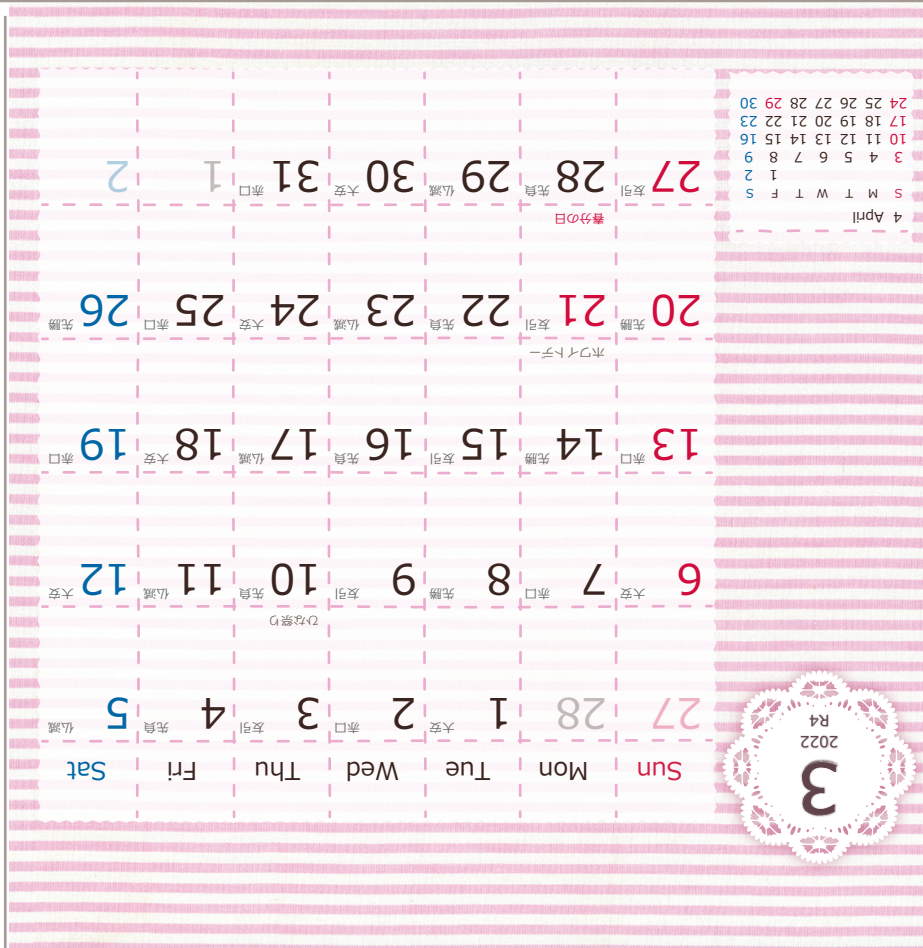 3
2022
R4
Sun Mon Tue Wed Thu Fri Sat
27 28 1 大安 2 赤口 3 友引 4 先負 5 仏滅
ひな祭り
6 大安 7 赤口 8 先勝 9 友引 10 先負 11 仏滅 12 大安
13 赤口 14 先勝 15 友引 16 先負 17 仏滅 18 大安 19 赤口
ホワイトデー
20 先勝 21 友引 22 先負 23 仏滅 24 大安 25 赤口 26 先勝
春分の日
27 友引 28 先負 29 仏滅 30 大安 31 赤口 1 2
4 April
S M T W T F S
1 2
3 4 5 6 7 8 9
10 11 12 13 14 15 16
17 18 19 20 21 22 23
24 25 26 27 28 29 30